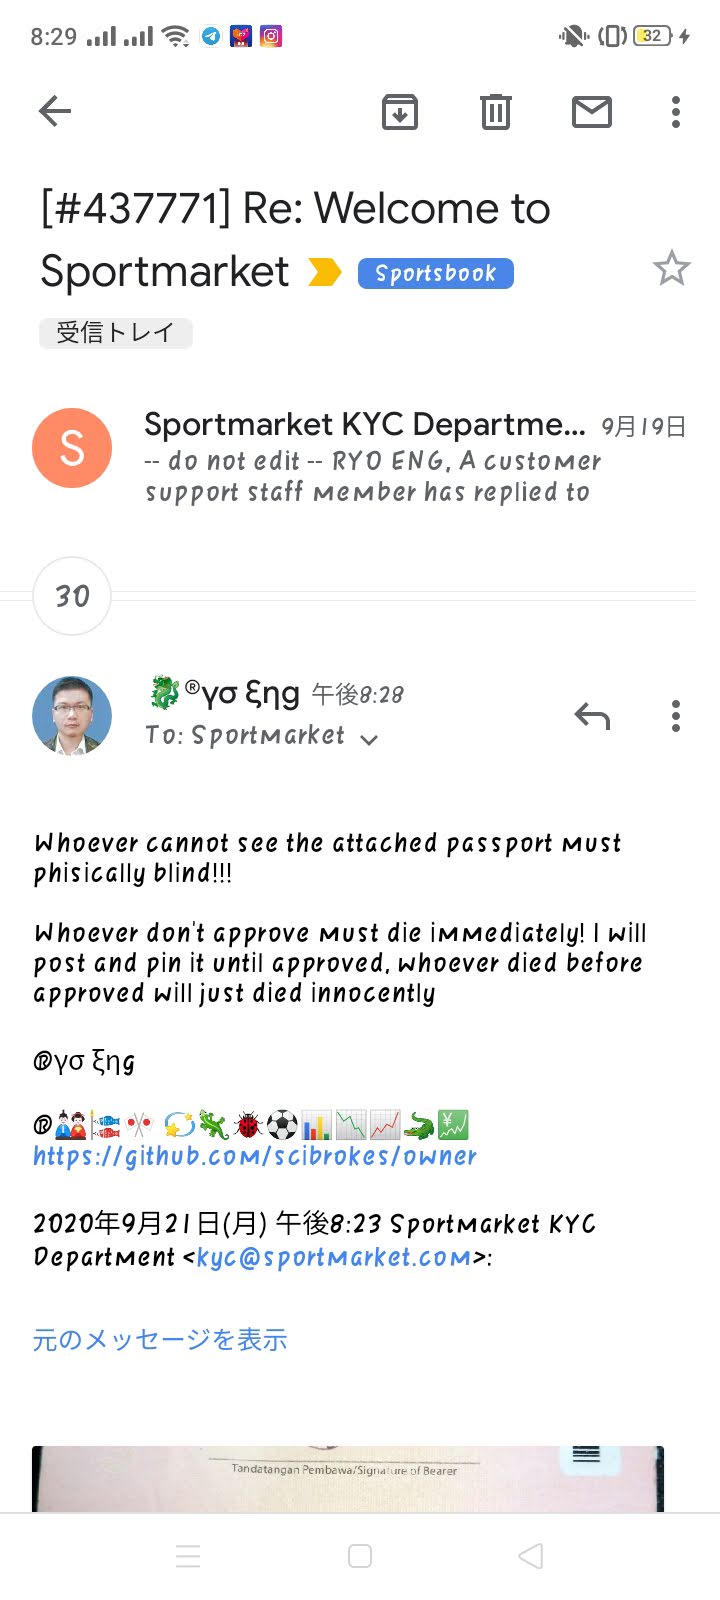 8:29
32
[#437771] Re: Welcome to
Sportmarket Sportsbook
受信トレイ
S
Sportmarket KYC Departme... 9月19日
-- do not edit -- RYO ENG, A customer
support staff member has replied to
30
🐉®γσ ξηg 午後8:28
To: Sportmarket
Whoever cannot see the attached passport must
phisically blind!!!
Whoever don't approve must die immediately! I will
post and pin it until approved, whoever died before
approved will just died innocently
®γσ ξηg
®🎎🎏🎌 💫🦎🐞⚽📊📉📈🐊💹
https://github.com/scibrokes/owner
2020年9月21日(月) 午後8:23 Sportmarket KYC
Department <kyc@sportmarket.com>:
元のメッセージを表示
Tandatangan Pembawa/Signature of Bearer